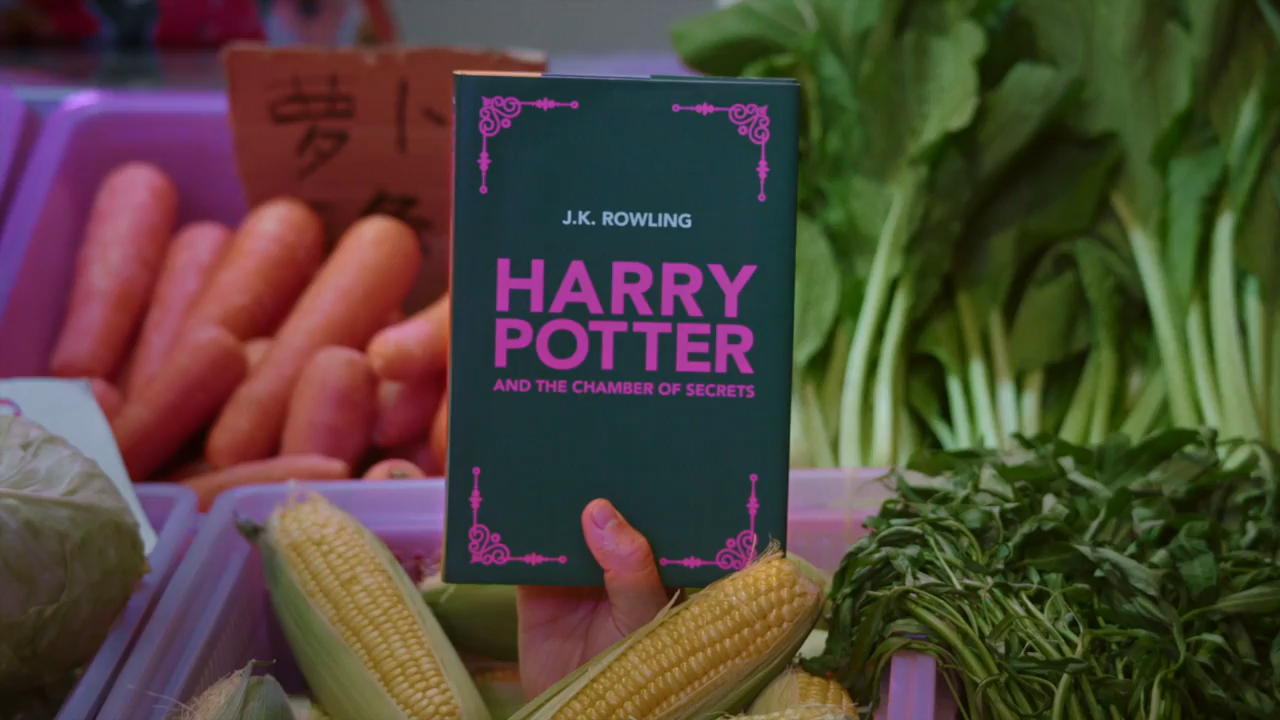 萝卜
J.K. ROWLING
HARRY
POTTER
AND THE CHAMBER OF SECRETS